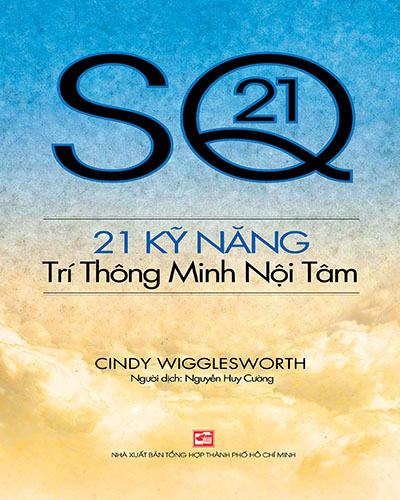 SQ
21
21 KỸ NĂNG
Trí Thông Minh Nội Tâm
CINDY WIGGLESWORTH
Người dịch: Nguyễn Huy Cường
NHÀ XUẤT BẢN TỔNG HỢP THÀNH PHỐ HỒ CHÍ MINH